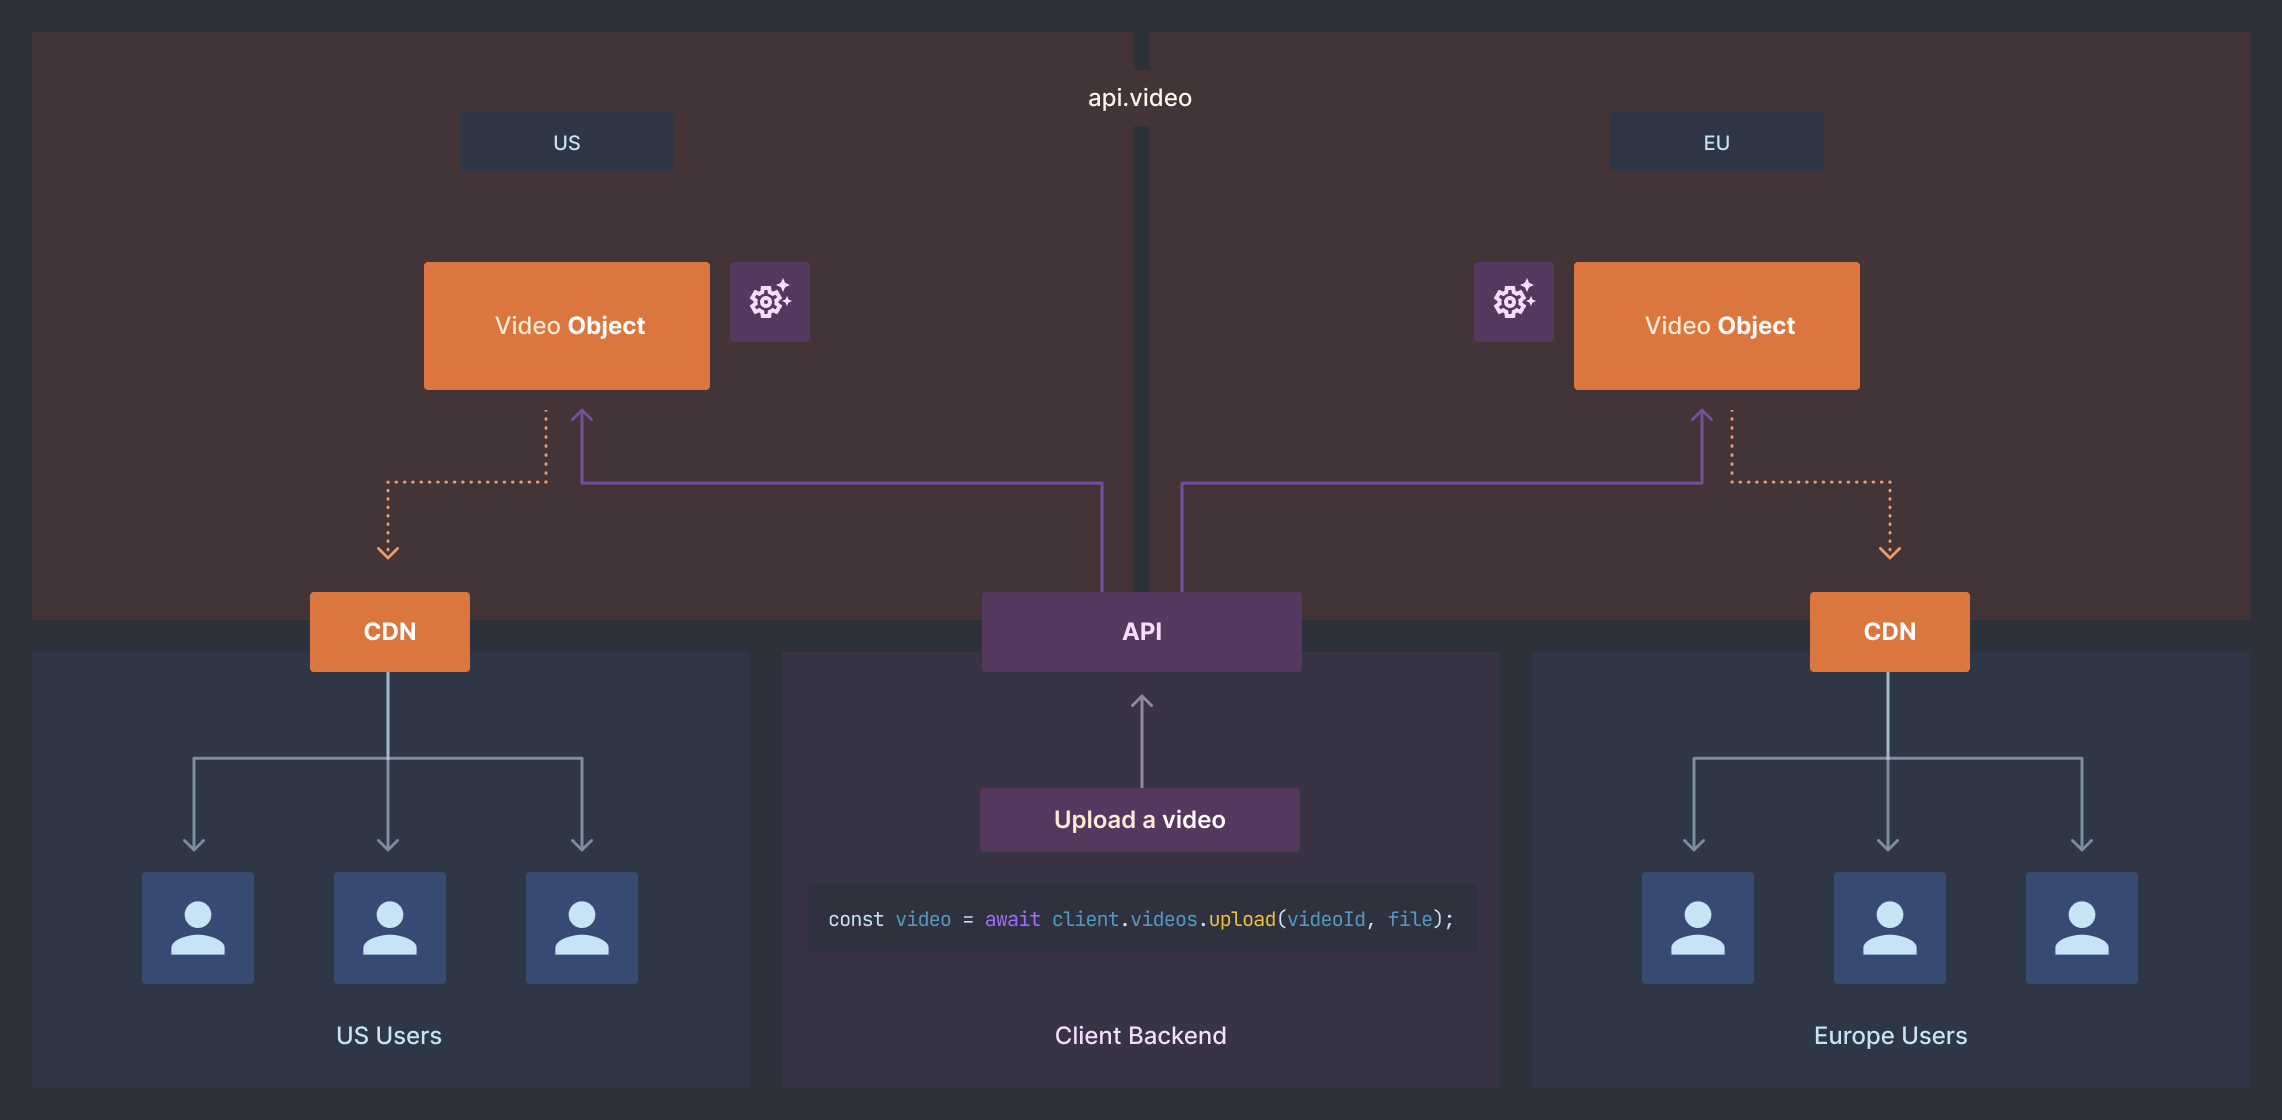 api.video
US
EU
Video Object
Video Object
CDN
API
CDN
Upload a video
const video = await client.videos.upload(videoId, file);
US Users
Client Backend
Europe Users